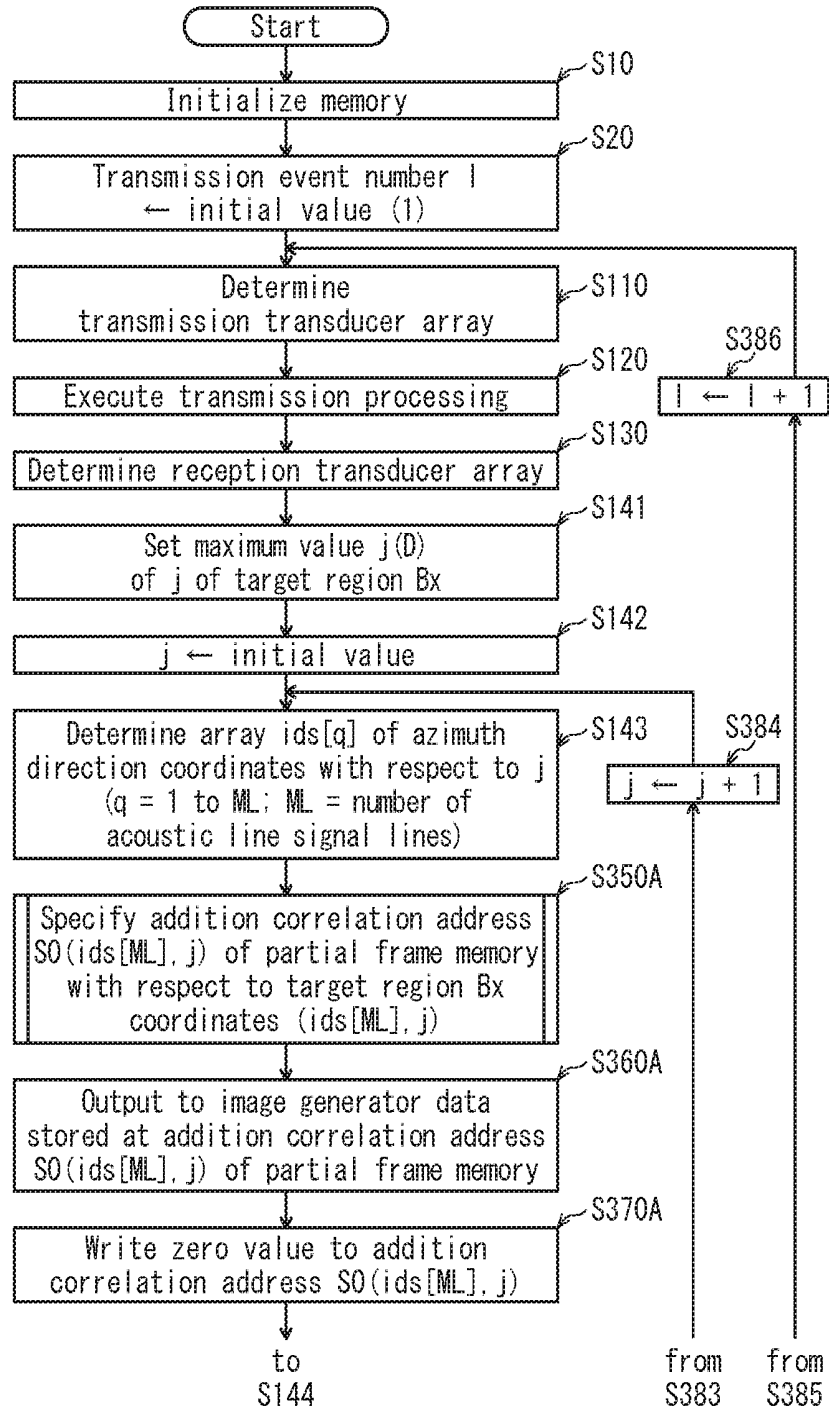 Start
S10
Initialize memory
S20
Transmission event number l
← initial value (1)
S110
Determine
transmission transducer array
S386
l ← l + 1
S120
Execute transmission processing
S130
Determine reception transducer array
S141
Set maximum value j(D)
of j of target region Bx
S142
j ← initial value
S143
Determine array ids[q] of azimuth
direction coordinates with respect to j
(q = 1 to ML; ML = number of
acoustic line signal lines)
S384
j ← j + 1
S350A
Specify addition correlation address
SO(ids[ML], j) of partial frame memory
with respect to target region Bx
coordinates (ids[ML], j)
S360A
Output to image generator data
stored at addition correlation address
SO(ids[ML], j) of partial frame memory
S370A
Write zero value to addition
correlation address SO(ids[ML], j)
to
S144
from
S383
from
S385